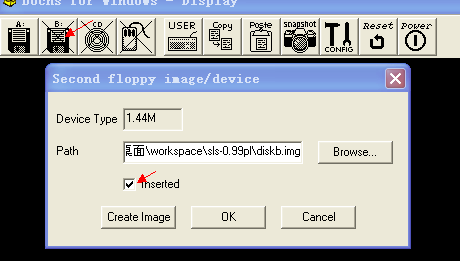 Bochs for Windows - Display
A: B: CD USER Copy Paste snapshot CONFIG Reset Power
Second floppy image/device
Device Type 1.44M
Path 桌面\workspace\sls-0.99pl\diskb.img Browse...
Inserted
Create Image OK Cancel